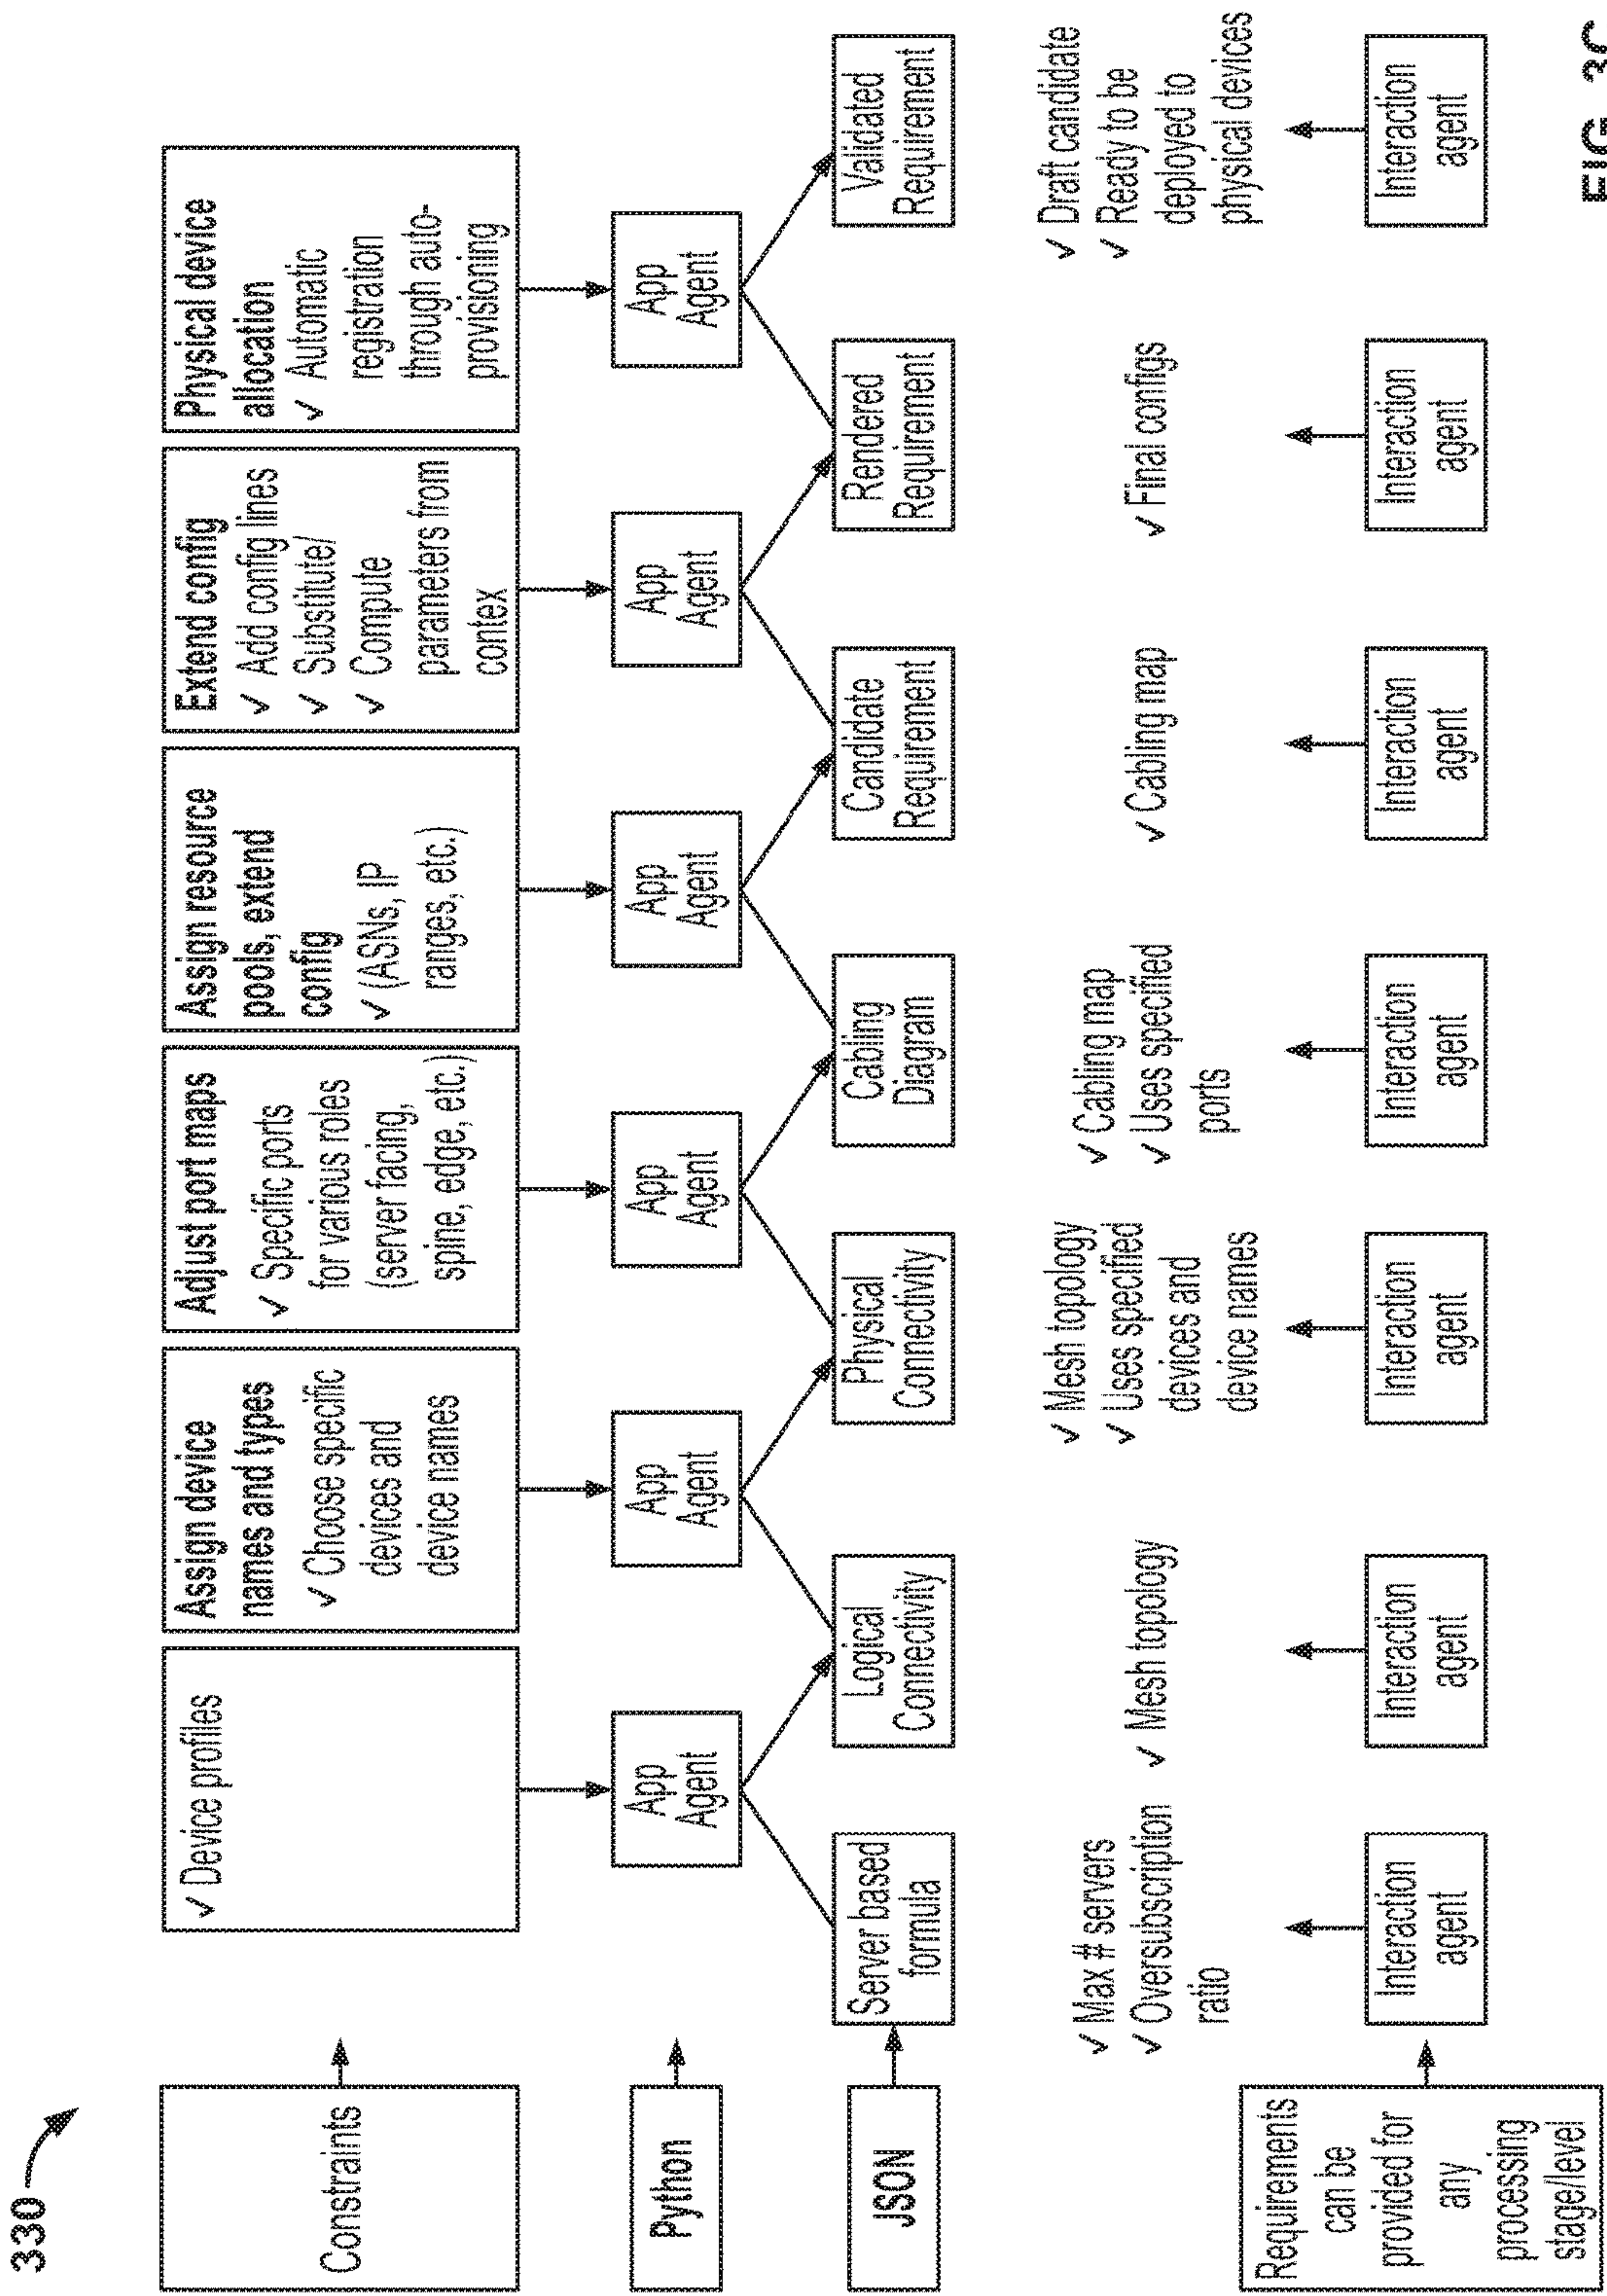 330
Constraints
✓ Device profiles
Assign device
names and types
✓ Choose specific
devices and
device names
Adjust port maps
✓ Specific ports
for various roles
(server facing,
spine, edge, etc.)
Assign resource
pools, extend
config
✓ (ASNs, IP
ranges, etc.)
Extend config
✓ Add config lines
✓ Substitute/
✓ Compute
parameters from
contex
Physical device
allocation
✓ Automatic
registration
through auto-
provisioning
Python
App
Agent
App
Agent
App
Agent
App
Agent
App
Agent
App
Agent
JSON
Server based
formula
Logical
Connectivity
Physical
Connectivity
Cabling
Diagram
Candidate
Requirement
Rendered
Requirement
Validated
Requirement
✓ Max # servers
✓ Oversubscription
ratio
✓ Mesh topology
✓ Mesh topology
✓ Uses specified
devices and
device names
✓ Cabling map
✓ Uses specified
ports
✓ Cabling map
✓ Final configs
✓ Draft candidate
✓ Ready to be
deployed to
physical devices
Requirements
can be
provided for
any
processing
stage/level
Interaction
agent
Interaction
agent
Interaction
agent
Interaction
agent
Interaction
agent
Interaction
agent
Interaction
agent
FIG. 3C